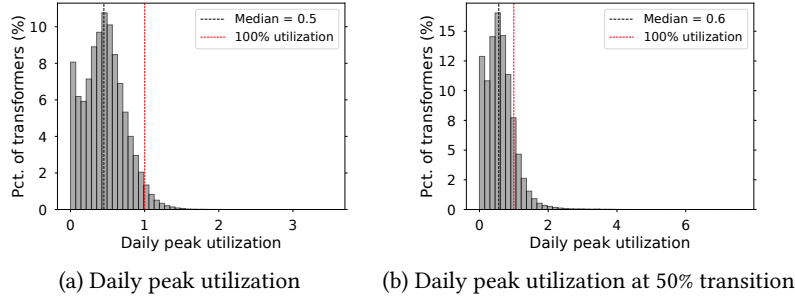 Pct. of transformers (%)
10
8
6
4
2
0
Median = 0.5
100% utilization
0
1
2
3
Daily peak utilization
(a) Daily peak utilization
Pct. of transformers (%)
15
12
10
8
5
2
0
Median = 0.6
100% utilization
0
2
4
6
Daily peak utilization
(b) Daily peak utilization at 50% transition